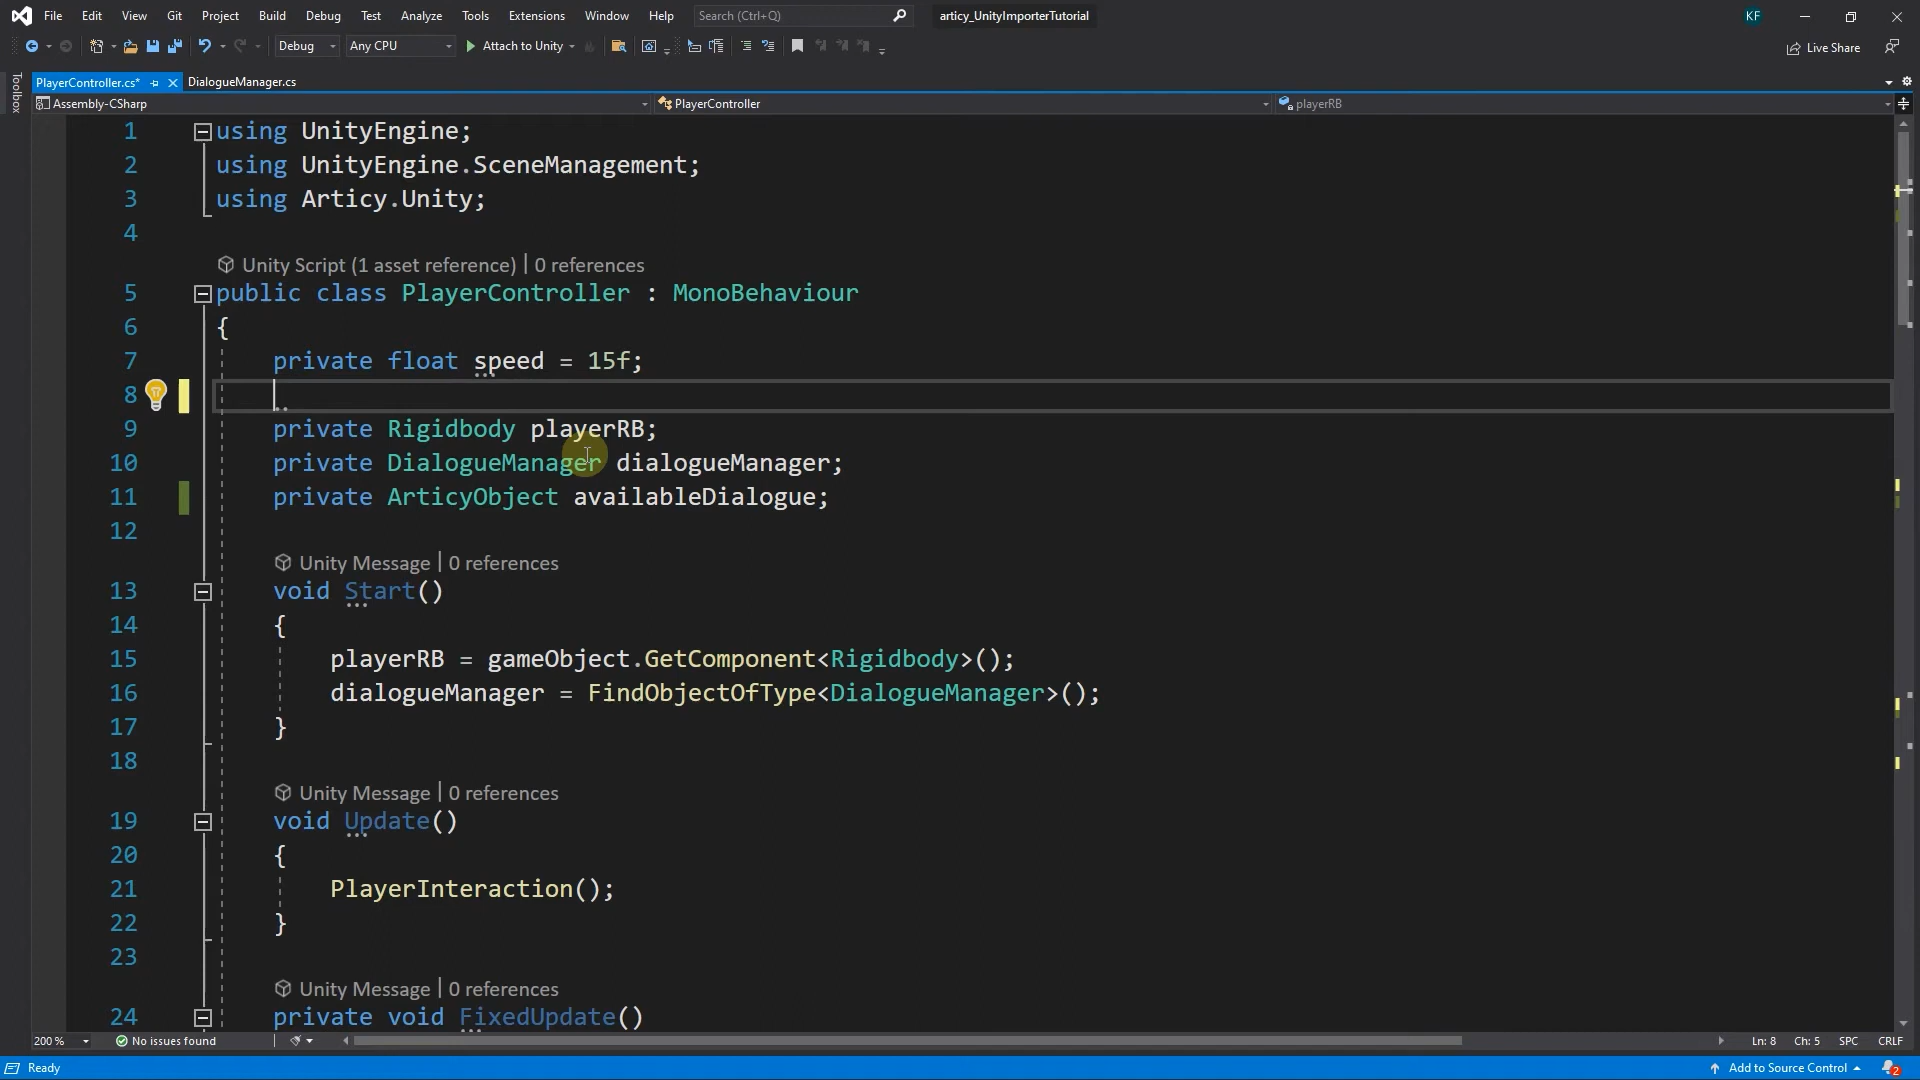 File Edit View Git Project Build Debug Test Analyze Tools Extensions Window Help Search (Ctrl+Q) articy_UnityImporterTutorial KF
Debug Any CPU Attach to Unity Live Share
Toolbox
PlayerController.cs* DialogueManager.cs
Assembly-CSharp PlayerController playerRB
1 using UnityEngine;
2 using UnityEngine.SceneManagement;
3 using Articy.Unity;
4
Unity Script (1 asset reference) | 0 references
5 public class PlayerController : MonoBehaviour
6 {
7 private float speed = 15f;
8
9 private Rigidbody playerRB;
10 private DialogueManager dialogueManager;
11 private ArticyObject availableDialogue;
12
Unity Message | 0 references
13 void Start()
14 {
15 playerRB = gameObject.GetComponent<Rigidbody>();
16 dialogueManager = FindObjectOfType<DialogueManager>();
17 }
18
Unity Message | 0 references
19 void Update()
20 {
21 PlayerInteraction();
22 }
23
Unity Message | 0 references
24 private void FixedUpdate()
200 % No issues found Ln: 8 Ch: 5 SPC CRLF
Ready Add to Source Control 2